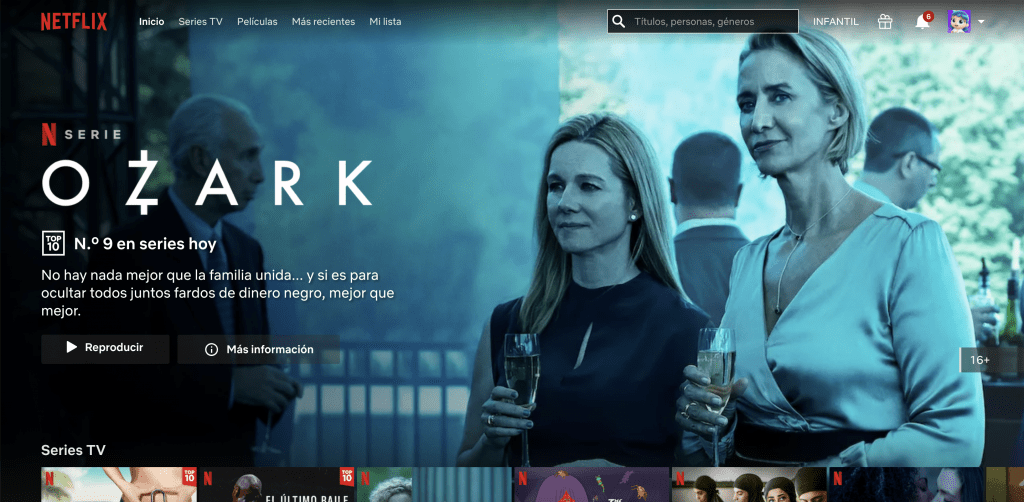 NETFLIX
Inicio
Series TV
Películas
Más recientes
Mi lista
Títulos, personas, géneros
INFANTIL
6
N SERIE
OZARK
TOP 10
N.º 9 en series hoy
No hay nada mejor que la familia unida... y si es para
ocultar todos juntos fardos de dinero negro, mejor que
mejor.
Reproducir
Más información
16+
Series TV
N
TOP 10
N
EL ÚLTIMO BAILE
TOP 10
N
N
THE
N
N